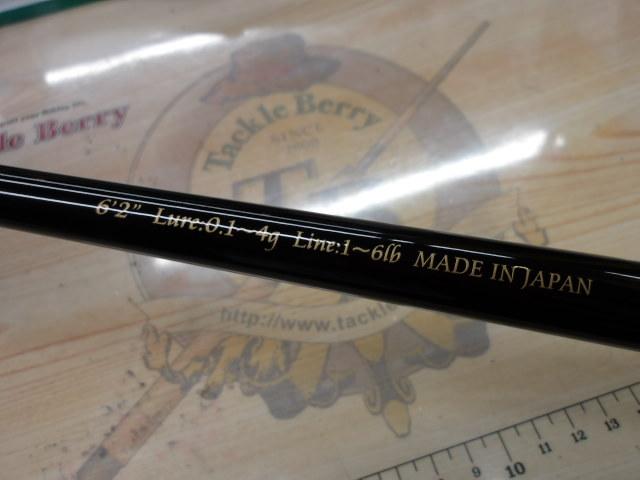 Tackle Berry
SINCE
le Berry
6'2" Lure:0.1~4g Line:1~6lb MADE IN JAPAN
http://www.tackle
9 10 11 12 13